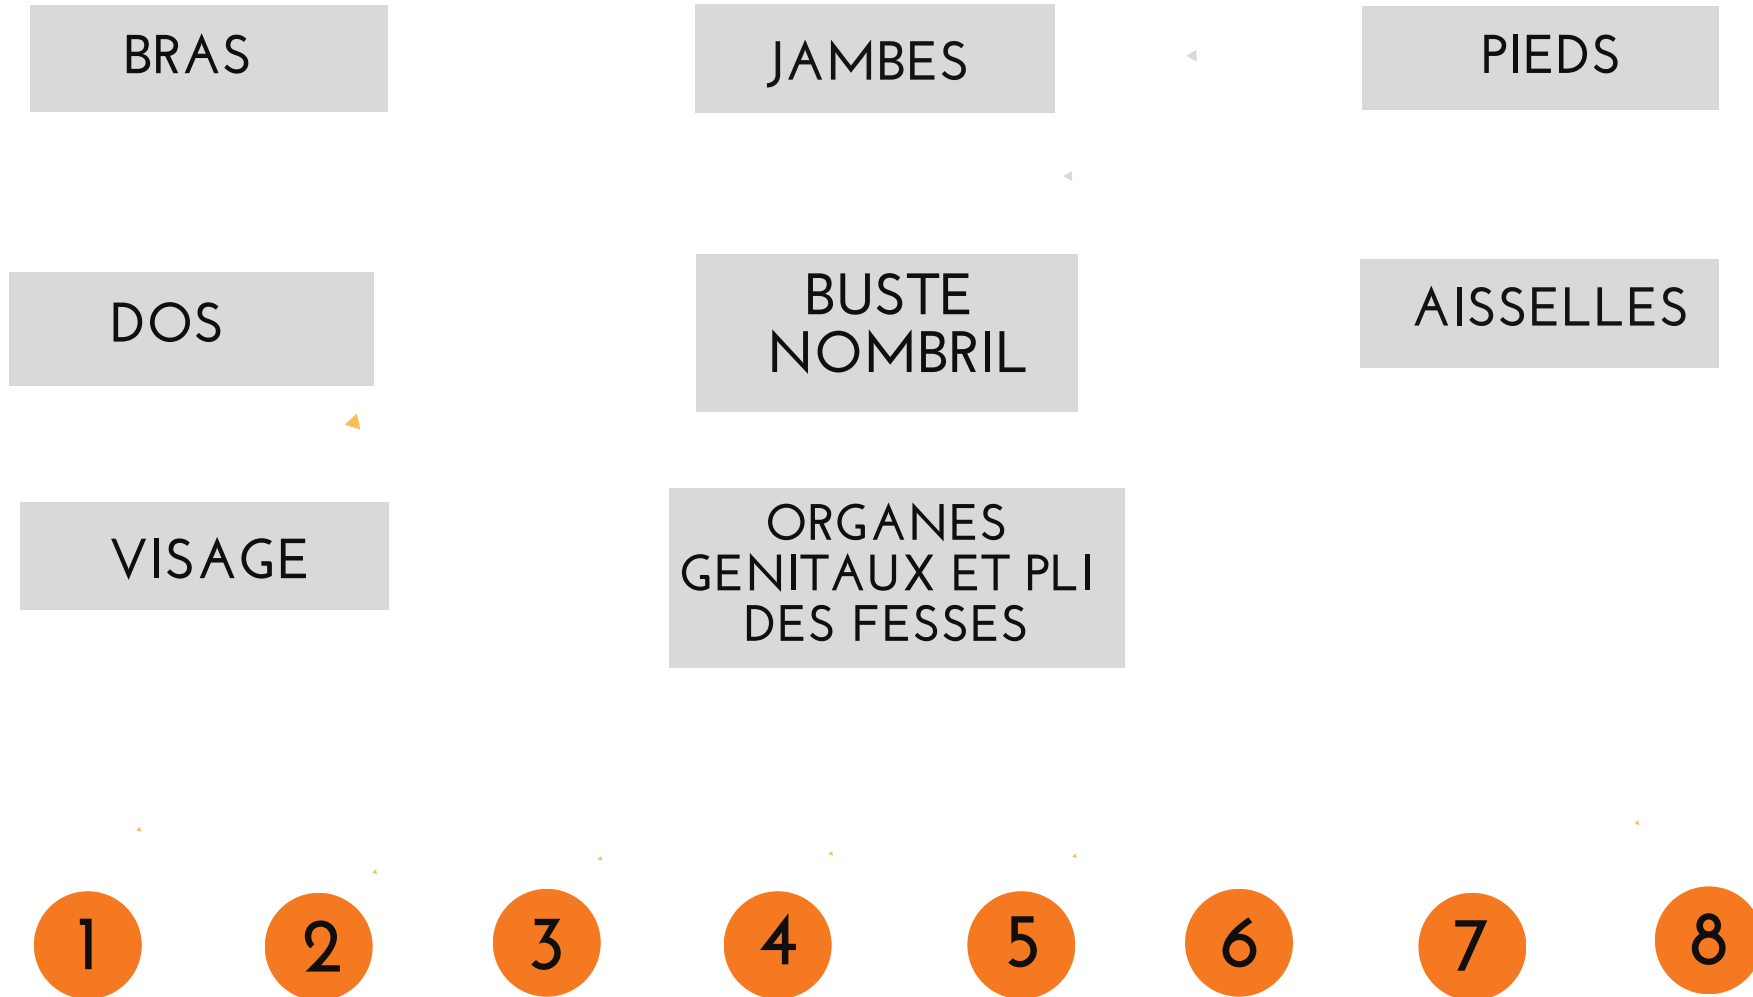 BRAS
JAMBES
PIEDS
DOS
BUSTE
NOMBRIL
AISSELLES
VISAGE
ORGANES
GENITAUX ET PLI
DES FESSES
1
2
3
4
5
6
7
8